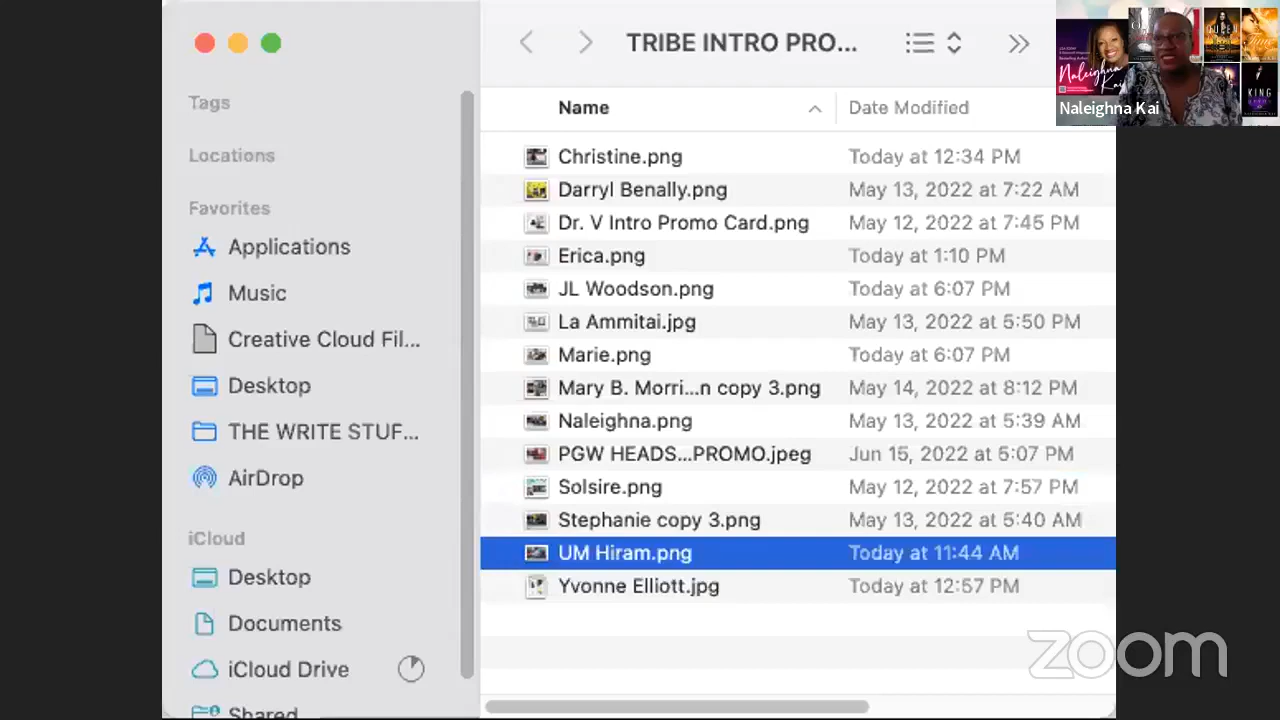 TRIBE INTRO PRO...
Tags
Locations
Favorites
Applications
Music
Creative Cloud Fil...
Desktop
THE WRITE STUF...
AirDrop
iCloud
Desktop
Documents
iCloud Drive
Shared
Name Date Modified
Christine.png Today at 12:34 PM
Darryl Benally.png May 13, 2022 at 7:22 AM
Dr. V Intro Promo Card.png May 12, 2022 at 7:45 PM
Erica.png Today at 1:10 PM
JL Woodson.png Today at 6:07 PM
La Ammitai.jpg May 13, 2022 at 5:50 PM
Marie.png Today at 6:07 PM
Mary B. Morri...n copy 3.png May 14, 2022 at 8:12 PM
Naleighna.png May 13, 2022 at 5:39 AM
PGW HEADS...PROMO.jpeg Jun 15, 2022 at 5:07 PM
Solsire.png May 12, 2022 at 7:57 PM
Stephanie copy 3.png May 13, 2022 at 5:40 AM
UM Hiram.png Today at 11:44 AM
Yvonne Elliott.jpg Today at 12:57 PM
Naleighna
Kai
QUEEN
KING
Naleighna Kai
zoom